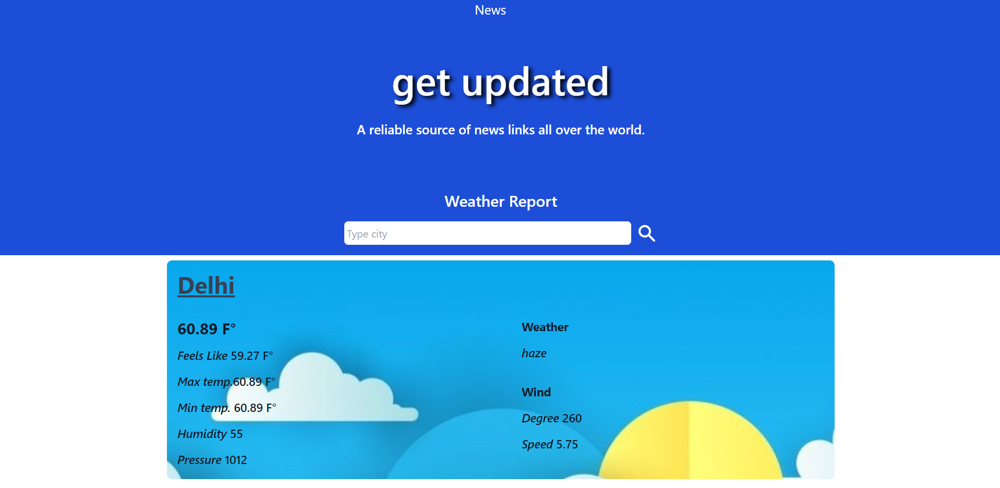 News
get updated
A reliable source of news links all over the world.
Weather Report
Type city
Delhi
60.89 F°
Feels Like 59.27 F°
Max temp.60.89 F°
Min temp. 60.89 F°
Humidity 55
Pressure 1012
Weather
haze
Wind
Degree 260
Speed 5.75